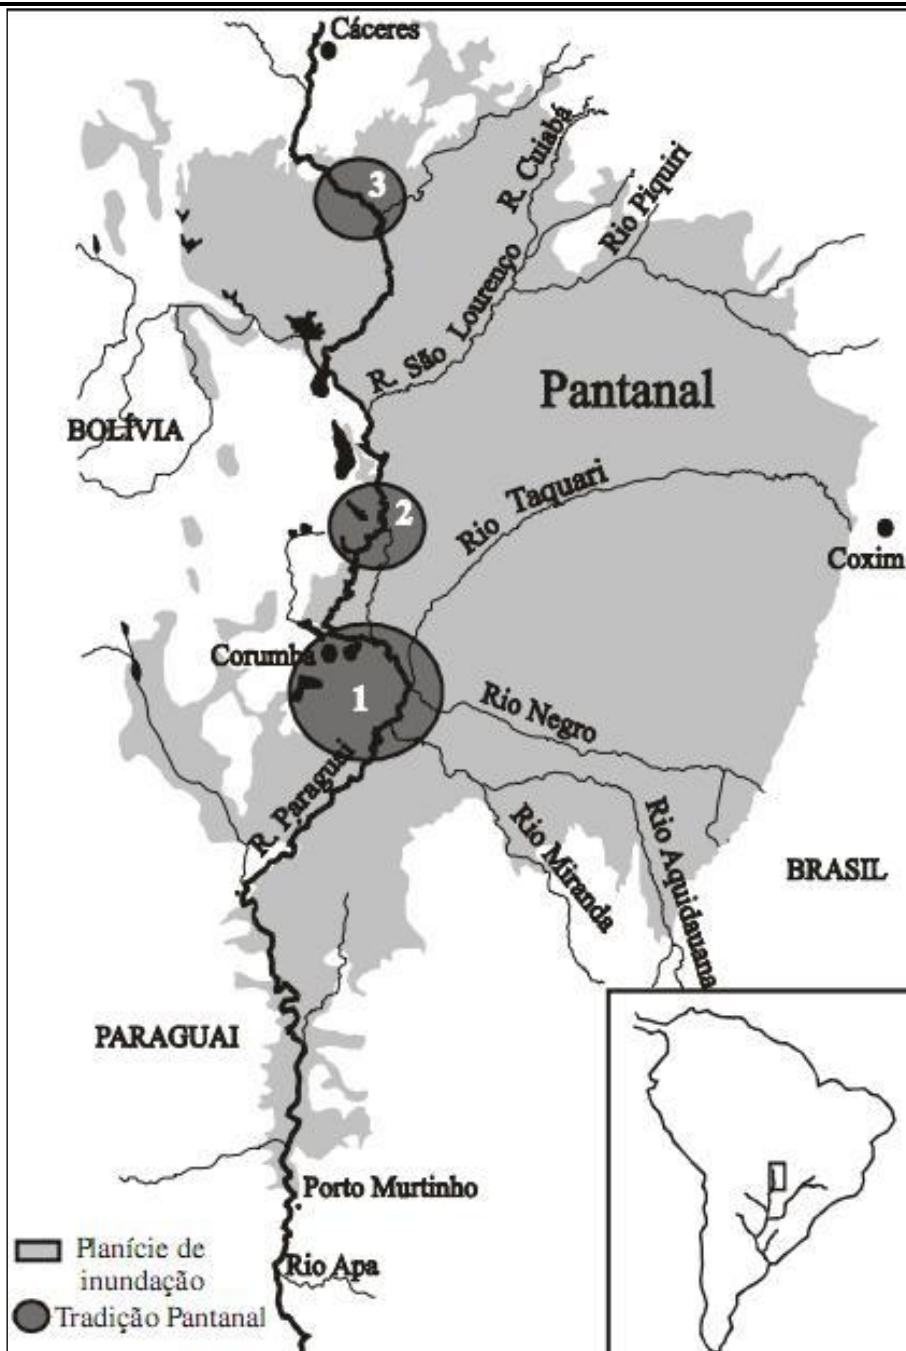 Cáceres
3
R. Cuiabá
Rio Piquiri
R. São Lourenço
Pantanal
BOLÍVIA
2
Rio Taquari
Coxim
Corumbá
1
Rio Negro
R. Paraguai
Rio Miranda
Rio Aquidauana
BRASIL
PARAGUAI
Porto Murtinho
Planície de
inundação
Rio Apa
Tradição Pantanal